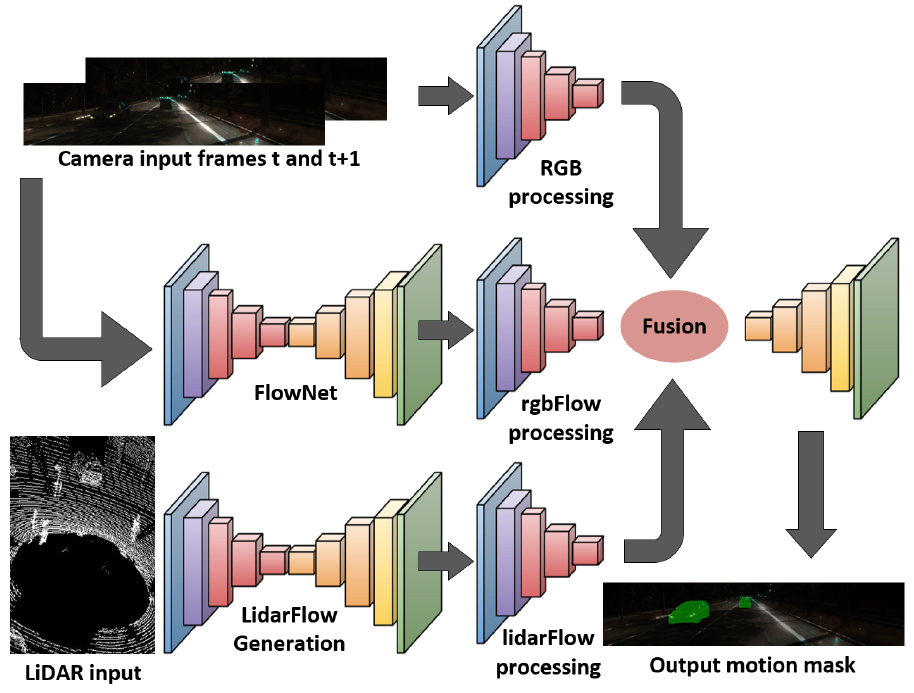 Camera input frames t and t+1
RGB
processing
FlowNet
rgbFlow
processing
Fusion
LiDAR input
LidarFlow
Generation
lidarFlow
processing
Output motion mask